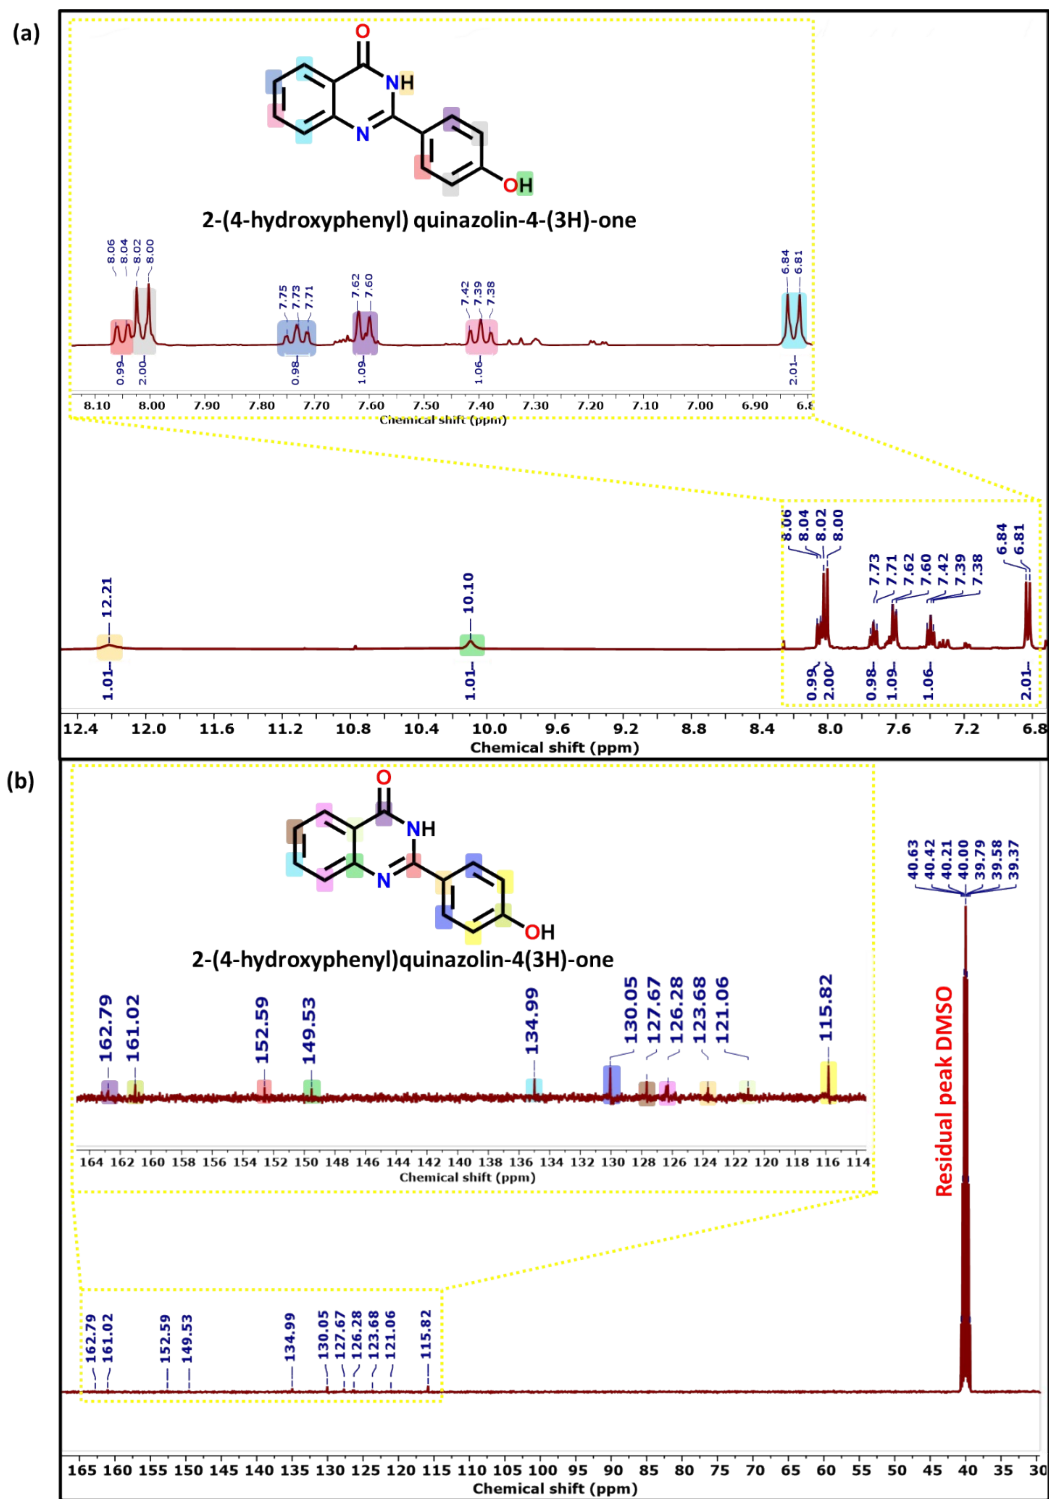 (a)
O
NH
N
OH
2-(4-hydroxyphenyl) quinazolin-4-(3H)-one
8.06 8.04 8.02 8.00 7.75 7.73 7.71 7.62 7.60 7.42 7.39 7.38 6.84 6.81
0.99 2.00 0.98 1.09 1.06 2.01
8.10 8.00 7.90 7.80 7.70 7.60 7.50 7.40 7.30 7.20 7.10 7.00 6.90 6.8
Chemical shift (ppm)
12.21 10.10 8.06 8.04 8.02 8.00 7.73 7.71 7.62 7.60 7.42 7.39 7.38 6.84 6.81
1.01 1.01 0.99 2.00 0.98 1.09 1.06 2.01
12.4 12.0 11.6 11.2 10.8 10.4 10.0 9.6 9.2 8.8 8.4 8.0 7.6 7.2 6.8
Chemical shift (ppm)
(b)
O
NH
N
OH
2-(4-hydroxyphenyl)quinazolin-4(3H)-one
40.63 40.42 40.21 40.00 39.79 39.58 39.37
162.79 161.02 152.59 149.53 134.99 130.05 127.67 126.28 123.68 121.06 115.82
Residual peak DMSO
164 162 160 158 156 154 152 150 148 146 144 142 140 138 136 134 132 130 128 126 124 122 120 118 116 114
Chemical shift (ppm)
162.79 161.02 152.59 149.53 134.99 130.05 127.67 126.28 123.68 121.06 115.82
165 160 155 150 145 140 135 130 125 120 115 110 105 100 95 90 85 80 75 70 65 60 55 50 45 40 35 30
Chemical shift (ppm)